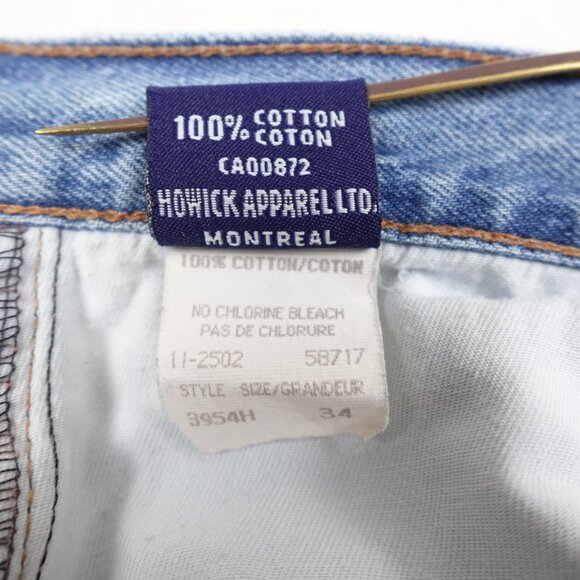 100% COTTON
COTON
CA00872
HOWICK APPAREL LTD.
MONTREAL
100% COTTON/COTON
NO CHLORINE BLEACH
PAS DE CHLORURE
11-2502 58717
STYLE SIZE/GRANDEUR
3954H 34